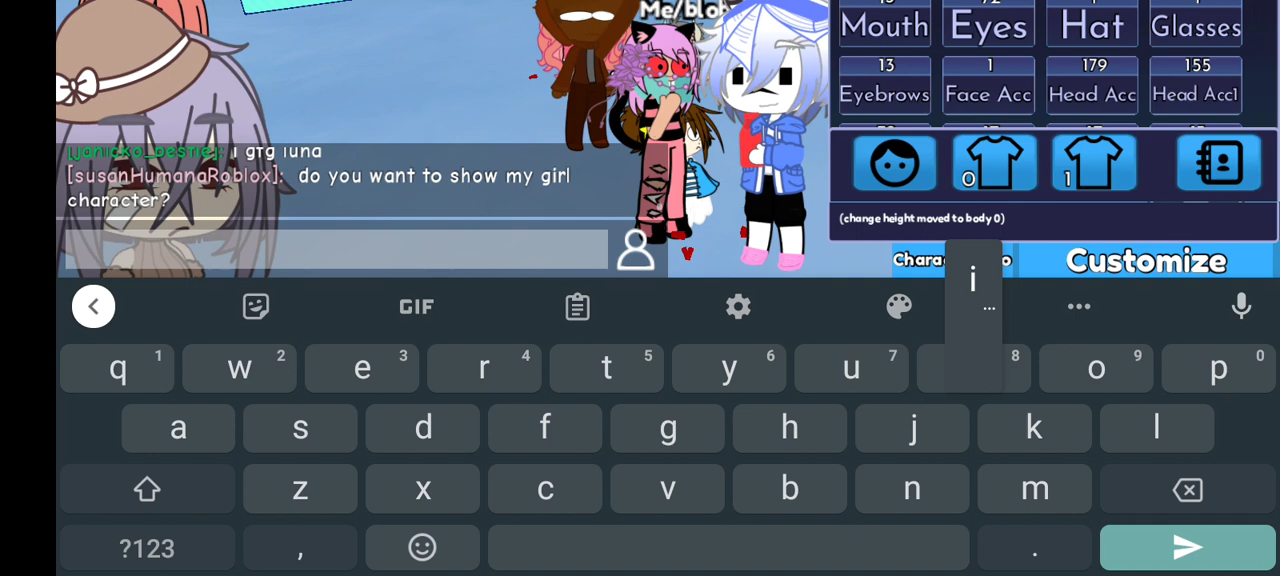 Me/blob
13 72
Mouth Eyes Hat Glasses
13 1 179 155
Eyebrows Face Acc Head Acc Head Acc1
0 1
(change height moved to body 0)
i gtg luna
[susanHumanaRoblox]: do you want to show my girl
character?
Customize
i
...
GIF
q 1 w 2 e 3 r 4 t 5 y 6 u 7 8 o 9 p 0
a s d f g h j k l
z x c v b n m
?123 , .